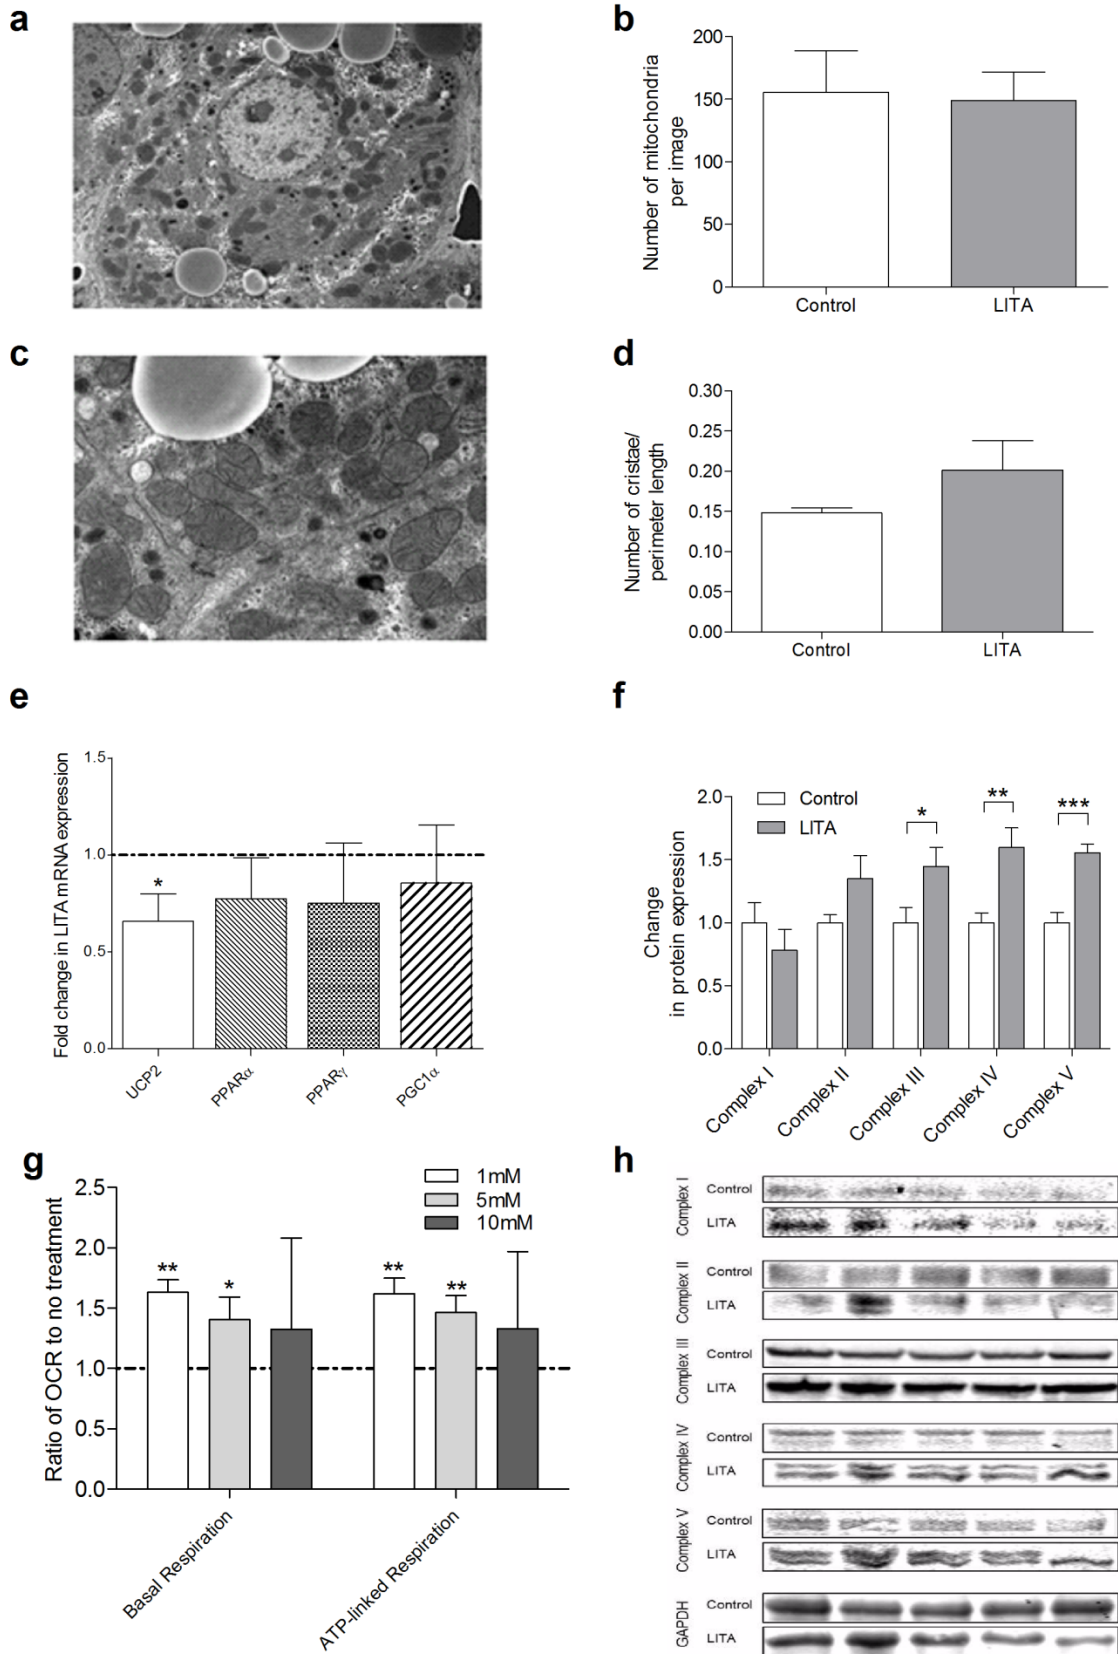 a
b
200
150
100
50
0
Number of mitochondria
per image
Control
LITA
c
d
0.30
0.25
0.20
0.15
0.10
0.05
0.00
Number of cristae/
perimeter length
Control
LITA
e
1.5
1.0
0.5
0.0
Fold change in LITA mRNA expression
*
UCP2
PPARα
PPARγ
PGC1α
f
2.0
1.5
1.0
0.5
0.0
Change
in protein expression
Control
LITA
*
**
***
Complex I
Complex II
Complex III
Complex IV
Complex V
g
2.5
2.0
1.5
1.0
0.5
0.0
Ratio of OCR to no treatment
1mM
5mM
10mM
**
*
**
**
Basal Respiration
ATP-linked Respiration
h
Complex I
Control
LITA
Complex II
Control
LITA
Complex III
Control
LITA
Complex IV
Control
LITA
Complex V
Control
LITA
GAPDH
Control
LITA